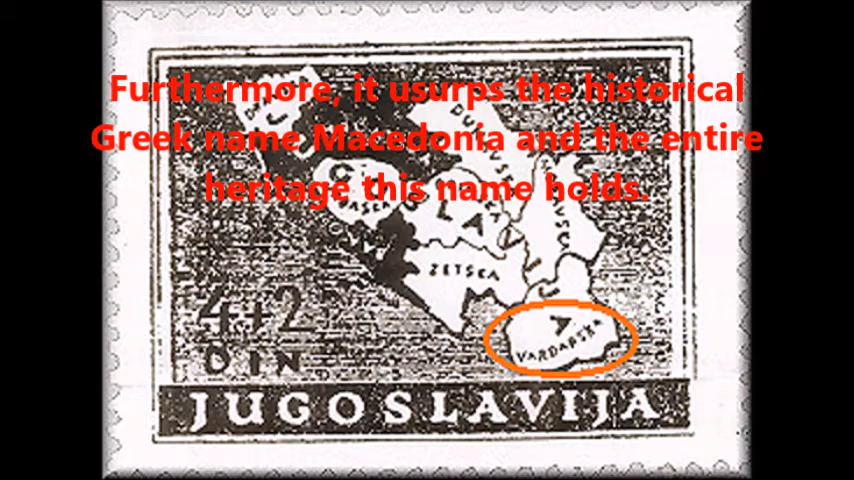 Furthermore, it usurps the historical
Greek name Macedonia and the entire
heritage this name holds.
ZETSKA
4+2
DIN
VARDARSKA
JUGOSLAVIJA